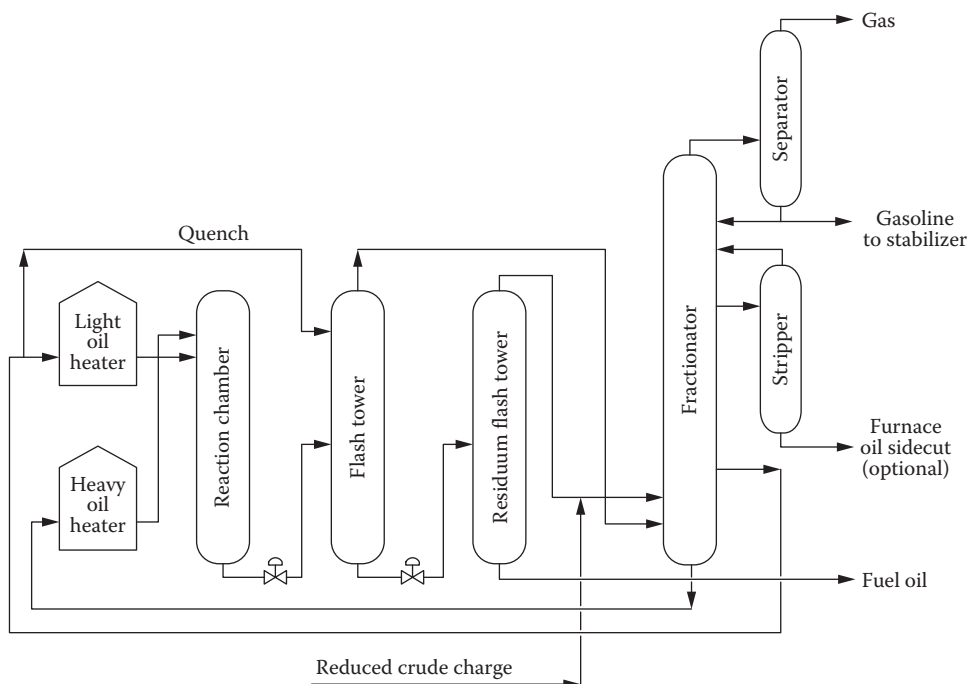 Gas
Separator
Gasoline
to stabilizer
Quench
Light
oil
heater
Reaction chamber
Flash tower
Residuum flash tower
Fractionator
Stripper
Furnace
oil sidecut
(optional)
Heavy
oil
heater
Fuel oil
Reduced crude charge